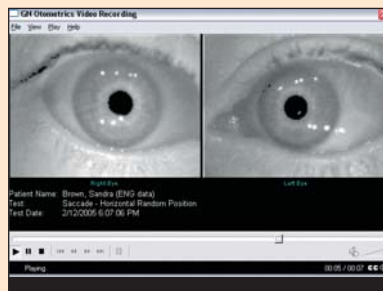 GN Otometrics Video Recording
File View Play Help
Right Eye
Left Eye
Patient Name: Brown, Sandra (ENG data)
Test: Saccade - Horizontal Random Position
Test Date: 2/12/2005 6:07:06 PM
Playing
00:05 / 00:07